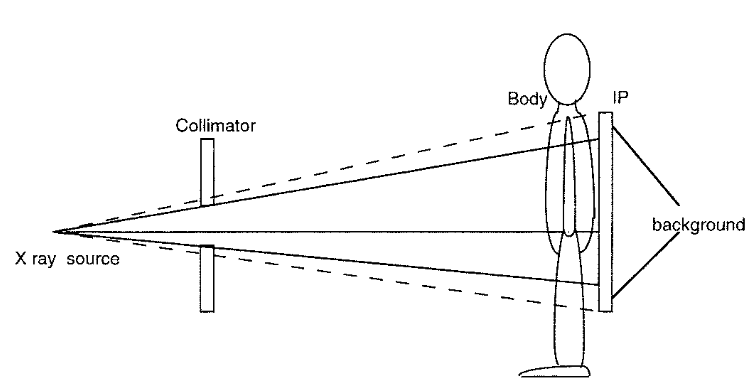 Body
IP
Collimator
background
X ray source